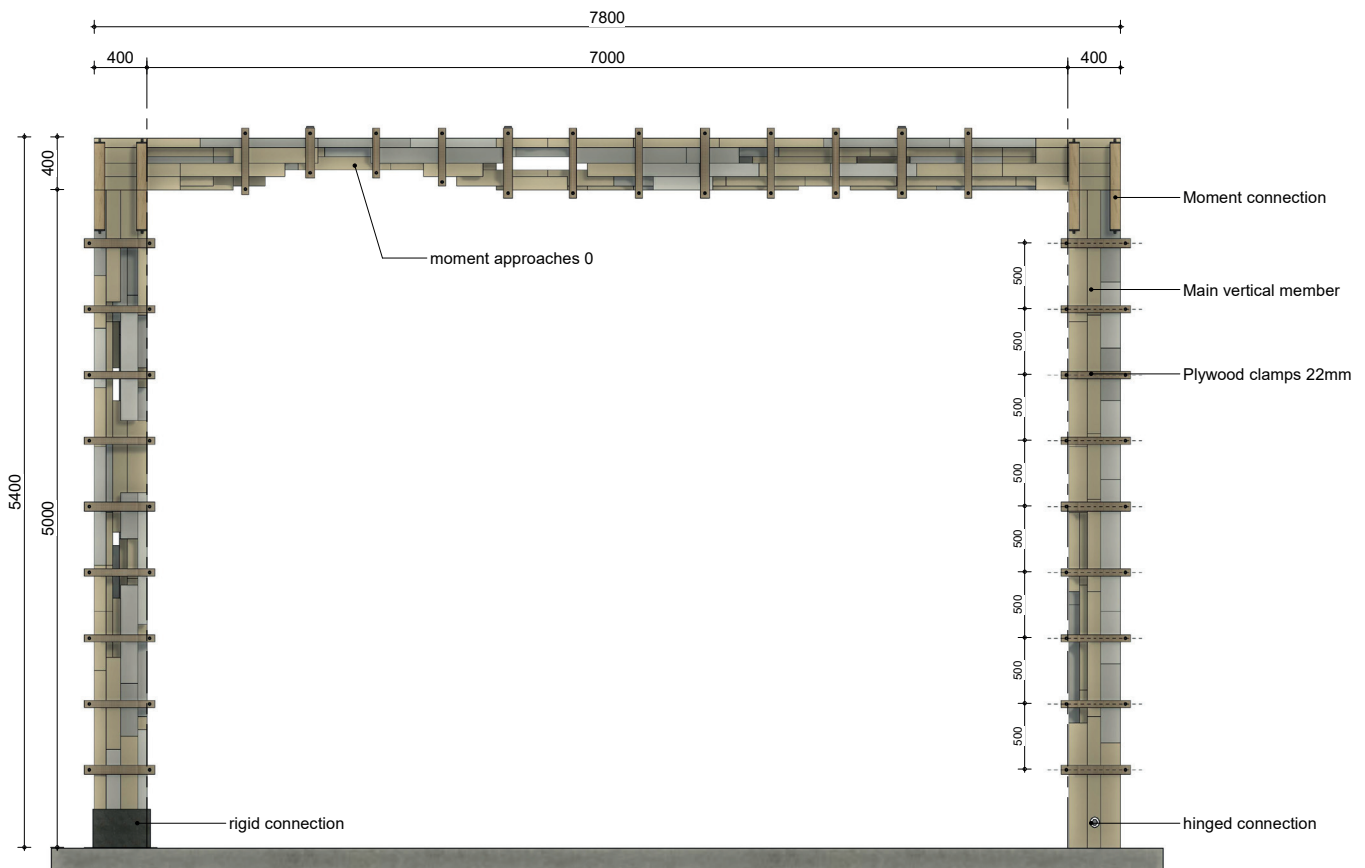 7800
400
7000
400
400
Moment connection
moment approaches 0
500
Main vertical member
500
Plywood clamps 22mm
500
500
5400
5000
500
500
500
500
rigid connection
hinged connection